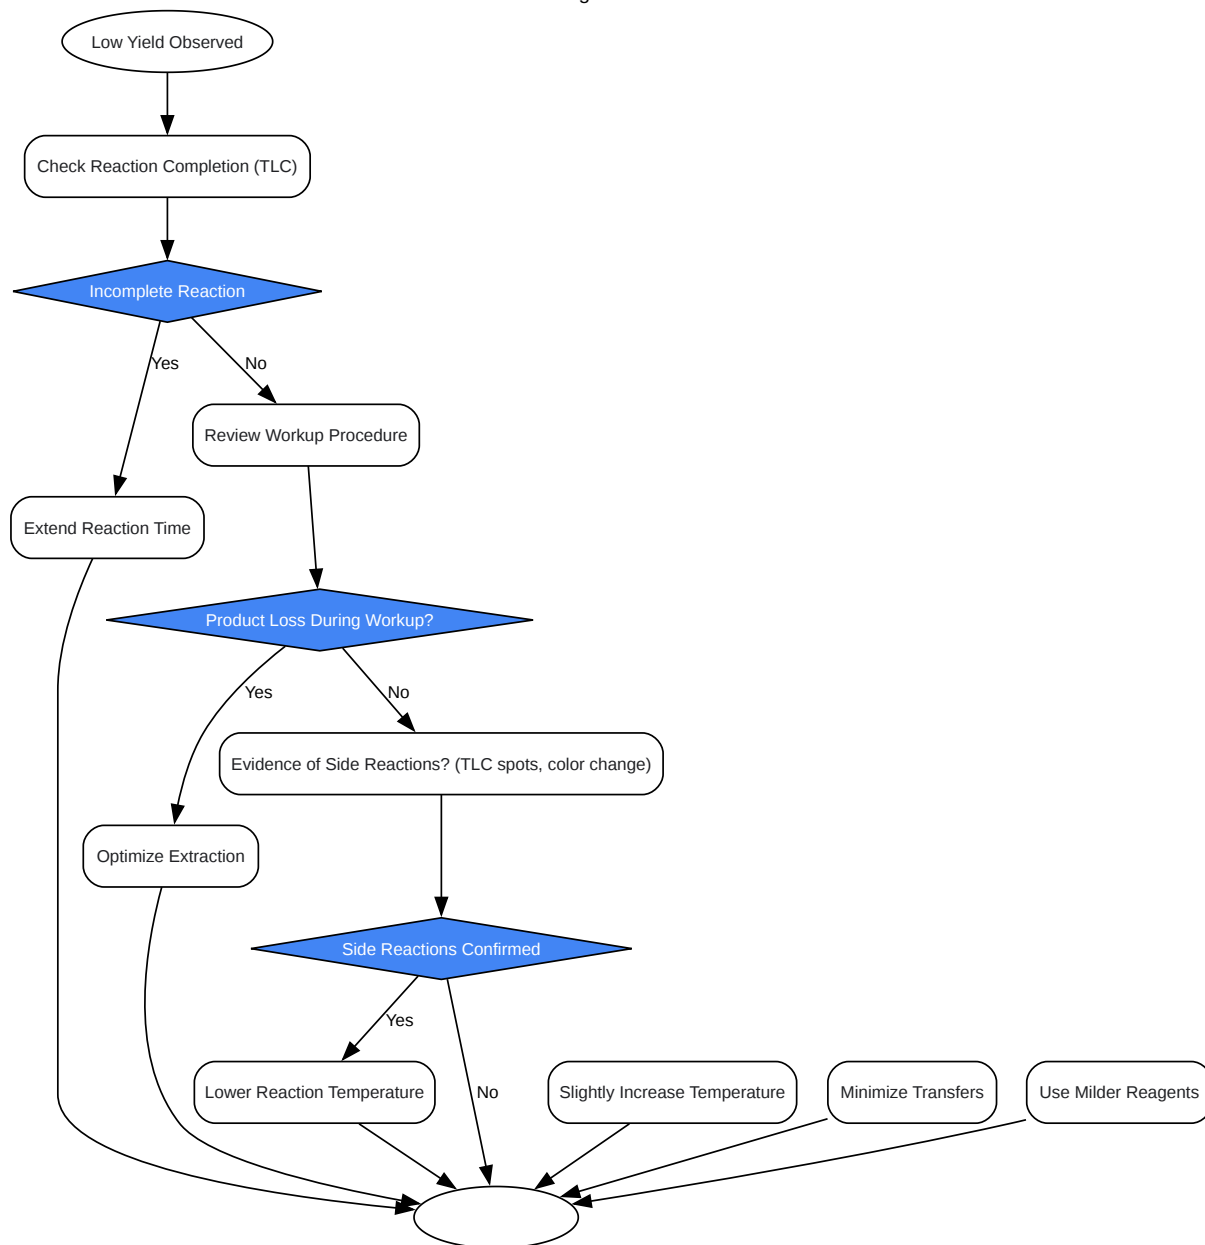 Low Yield Observed
Check Reaction Completion (TLC)
Incomplete Reaction
Yes
No
Review Workup Procedure
Extend Reaction Time
Product Loss During Workup?
Yes
No
Evidence of Side Reactions? (TLC spots, color change)
Optimize Extraction
Side Reactions Confirmed
Yes
Lower Reaction Temperature
No
Slightly Increase Temperature
Minimize Transfers
Use Milder Reagents